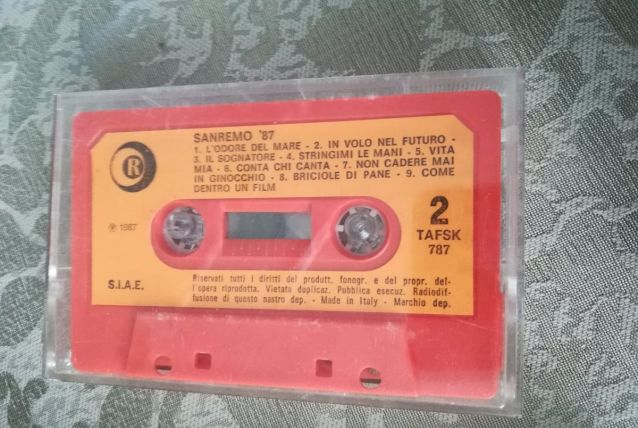 SANREMO '87
1. L'ODORE DEL MARE - 2. IN VOLO NEL FUTURO -
3. IL SOGNATORE - 4. STRINGIMI LE MANI - 5. VITA
MIA - 6. CONTA CHI CANTA - 7. NON CADERE MAI
IN GINOCCHIO - 8. BRICIOLE DI PANE - 9. COME
DENTRO UN FILM
R
℗ 1987
2
TAFSK
787
S.I.A.E.
Riservati tutti i diritti del produtt. fonogr. e del propr. del-
l'opera riprodotta. Vietata duplicaz. Pubblica esecuz. Radiodif-
fusione di questo nastro dep. - Made in Italy - Marchio dep.